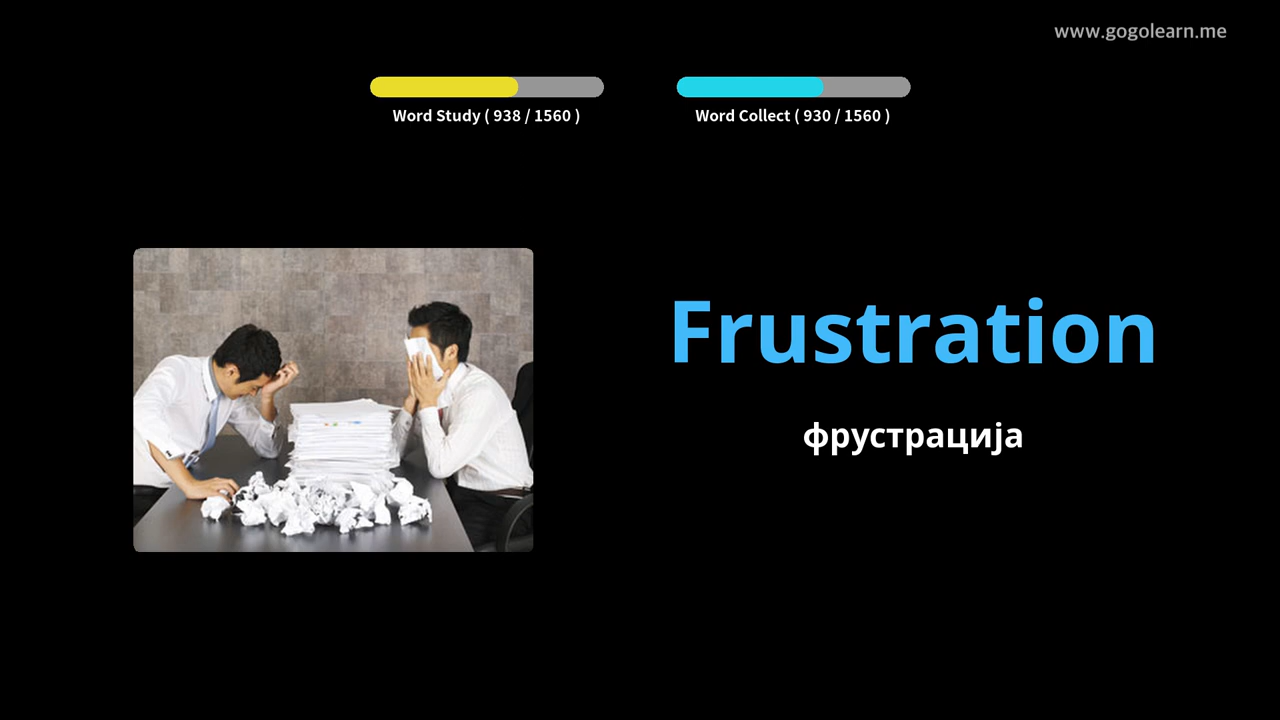 www.gogolearn.me
Word Study ( 938 / 1560 )
Word Collect ( 930 / 1560 )
Frustration
фрустрација